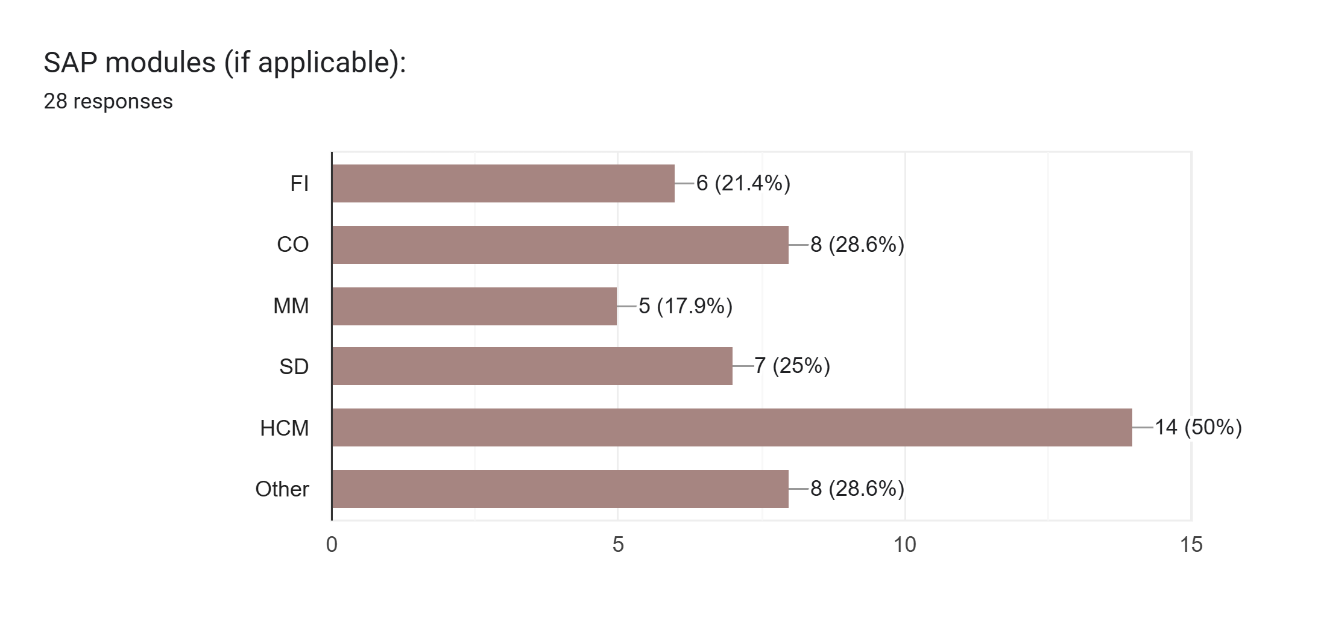 SAP modules (if applicable):
28 responses
FI 6 (21.4%)
CO 8 (28.6%)
MM 5 (17.9%)
SD 7 (25%)
HCM 14 (50%)
Other 8 (28.6%)
0 5 10 15